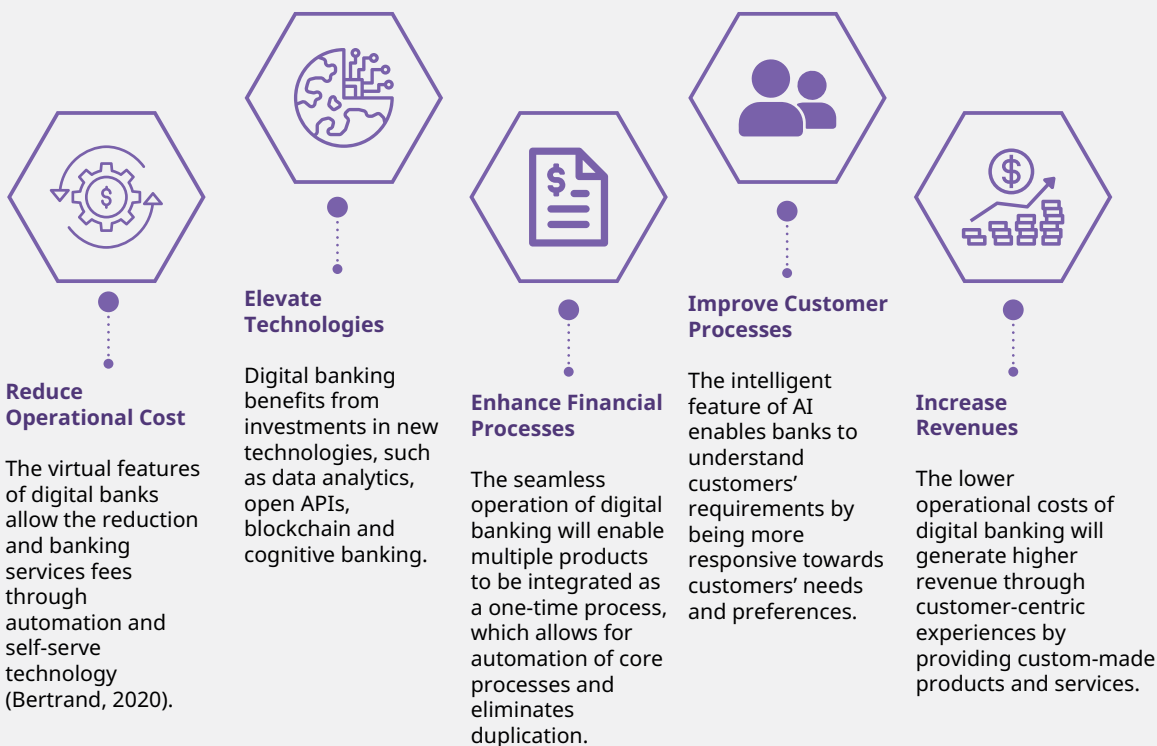 Reduce
Operational Cost
The virtual features
of digital banks
allow the reduction
and banking
services fees
through
automation and
self-serve
technology
(Bertrand, 2020).
Elevate
Technologies
Digital banking
benefits from
investments in new
technologies, such
as data analytics,
open APIs,
blockchain and
cognitive banking.
Enhance Financial
Processes
The seamless
operation of digital
banking will enable
multiple products
to be integrated as
a one-time process,
which allows for
automation of core
processes and
eliminates
duplication.
Improve Customer
Processes
The intelligent
feature of AI
enables banks to
understand
customers’
requirements by
being more
responsive towards
customers’ needs
and preferences.
Increase
Revenues
The lower
operational costs of
digital banking will
generate higher
revenue through
customer-centric
experiences by
providing custom-made
products and services.